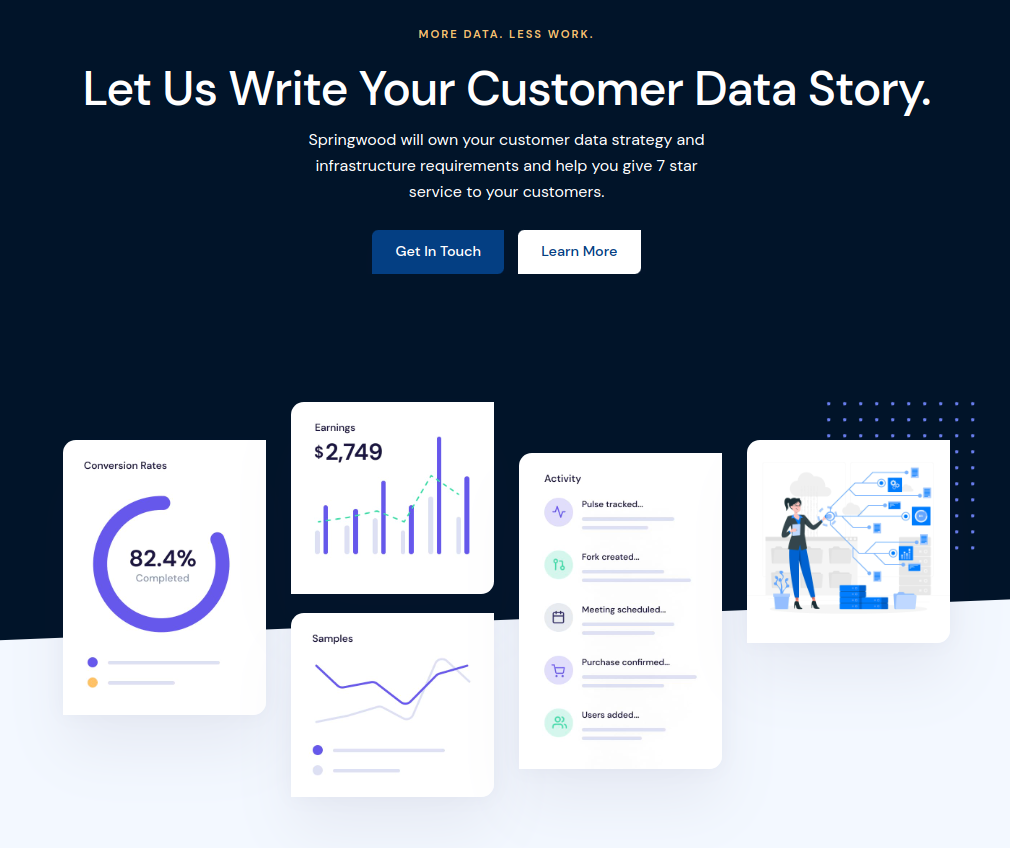 MORE DATA. LESS WORK.
Let Us Write Your Customer Data Story.
Springwood will own your customer data strategy and
infrastructure requirements and help you give 7 star
service to your customers.
Get In Touch
Learn More
Conversion Rates
82.4%
Completed
Earnings
$2,749
Samples
Activity
Pulse tracked...
Fork created...
Meeting scheduled...
Purchase confirmed...
Users added...